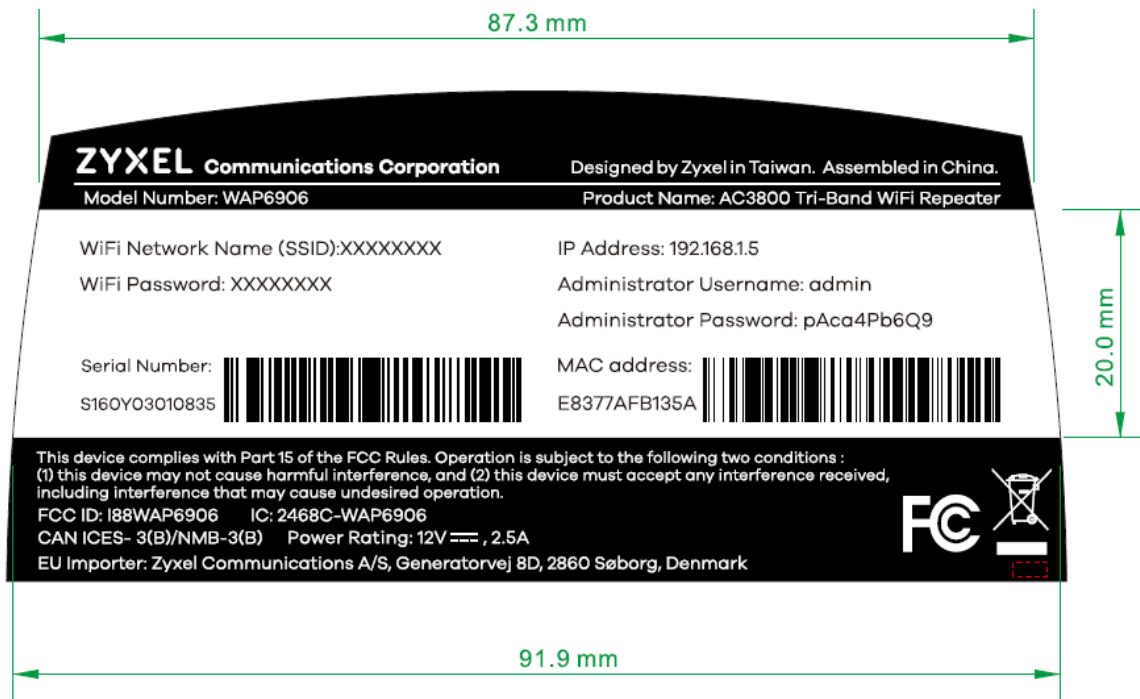 87.3 mm
ZYXEL Communications Corporation
Designed by Zyxel in Taiwan. Assembled in China.
Model Number: WAP6906
Product Name: AC3800 Tri-Band WiFi Repeater
WiFi Network Name (SSID):XXXXXXXX
IP Address: 192.168.1.5
WiFi Password: XXXXXXXX
Administrator Username: admin
Administrator Password: pAca4Pb6Q9
20.0 mm
Serial Number:
S160Y03010835
MAC address:
E8377AFB135A
This device complies with Part 15 of the FCC Rules. Operation is subject to the following two conditions :
(1) this device may not cause harmful interference, and (2) this device must accept any interference received,
including interference that may cause undesired operation.
FCC ID: I88WAP6906 IC: 2468C-WAP6906
CAN ICES- 3(B)/NMB-3(B) Power Rating: 12V ⎓ , 2.5A
EU Importer: Zyxel Communications A/S, Generatorvej 8D, 2860 Søborg, Denmark
FC
91.9 mm